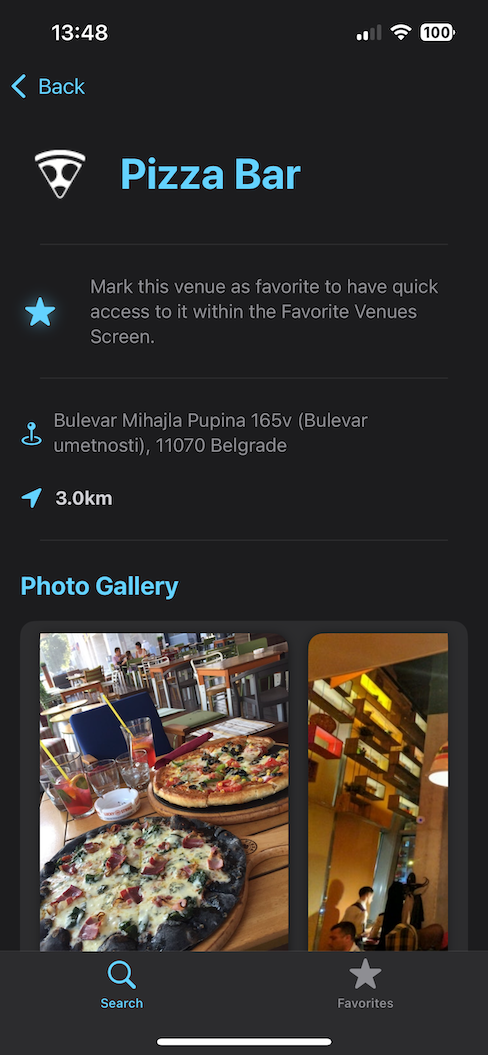 13:48
100
Back
Pizza Bar
Mark this venue as favorite to have quick
access to it within the Favorite Venues
Screen.
Bulevar Mihajla Pupina 165v (Bulevar
umetnosti), 11070 Belgrade
3.0km
Photo Gallery
Search
Favorites